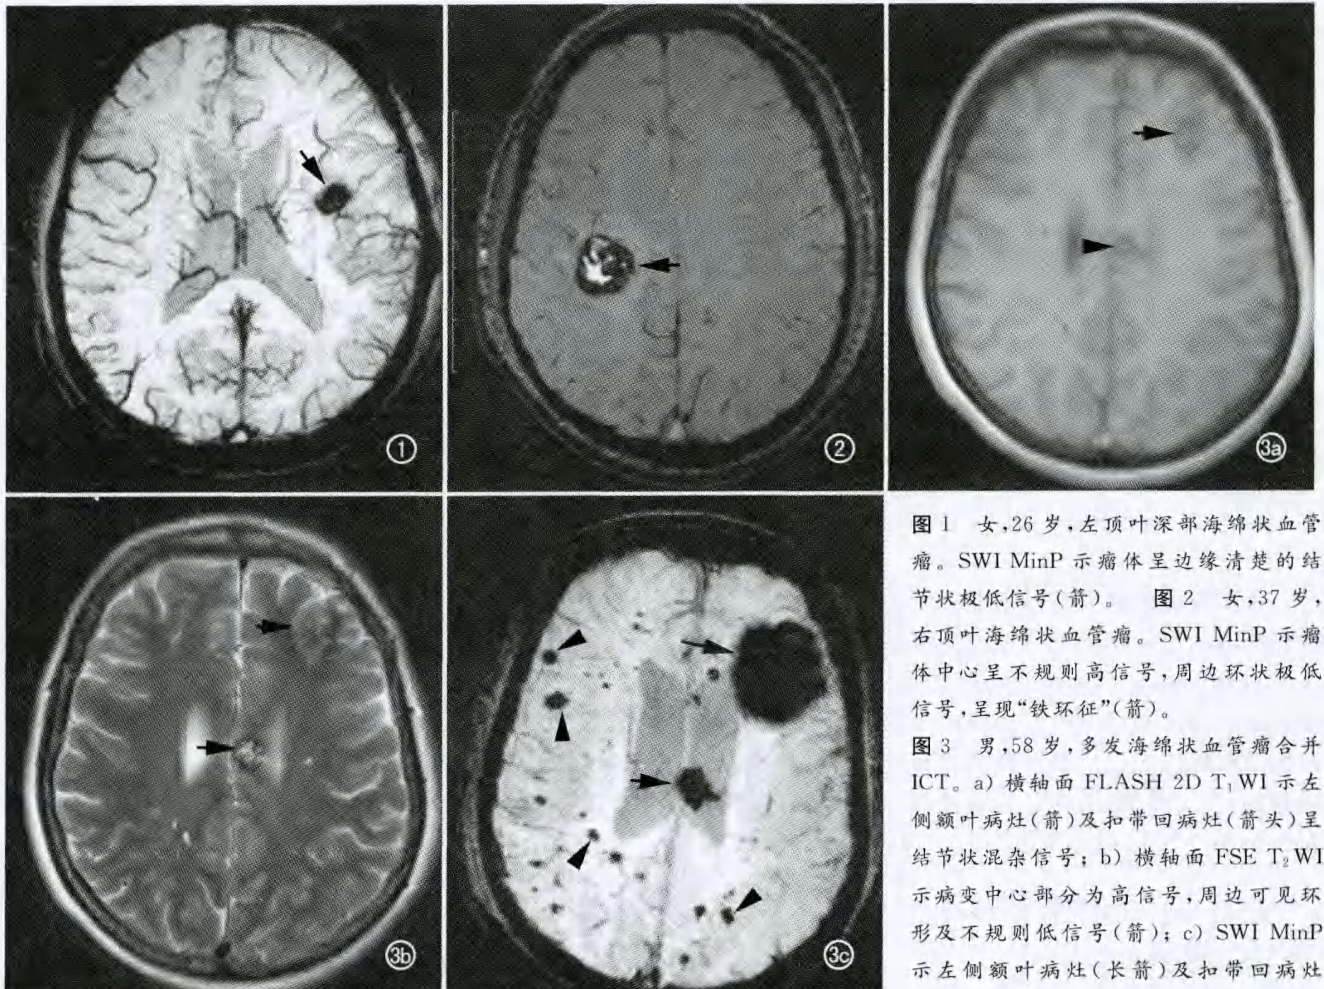 ①
②
③a
③b
③c
图 1 女,26 岁,左顶叶深部海绵状血管
瘤。SWI MinP 示瘤体呈边缘清楚的结
节状极低信号(箭)。 图 2 女,37 岁,
右顶叶海绵状血管瘤。SWI MinP 示瘤
体中心呈不规则高信号,周边环状极低
信号,呈现“铁环征”(箭)。
图 3 男,58 岁,多发海绵状血管瘤合并
ICT。a) 横轴面 FLASH 2D T₁WI 示左
侧额叶病灶(箭)及扣带回病灶(箭头)呈
结节状混杂信号; b) 横轴面 FSE T₂WI
示病变中心部分为高信号,周边可见环
形及不规则低信号(箭); c) SWI MinP
示左侧额叶病灶(长箭)及扣带回病灶